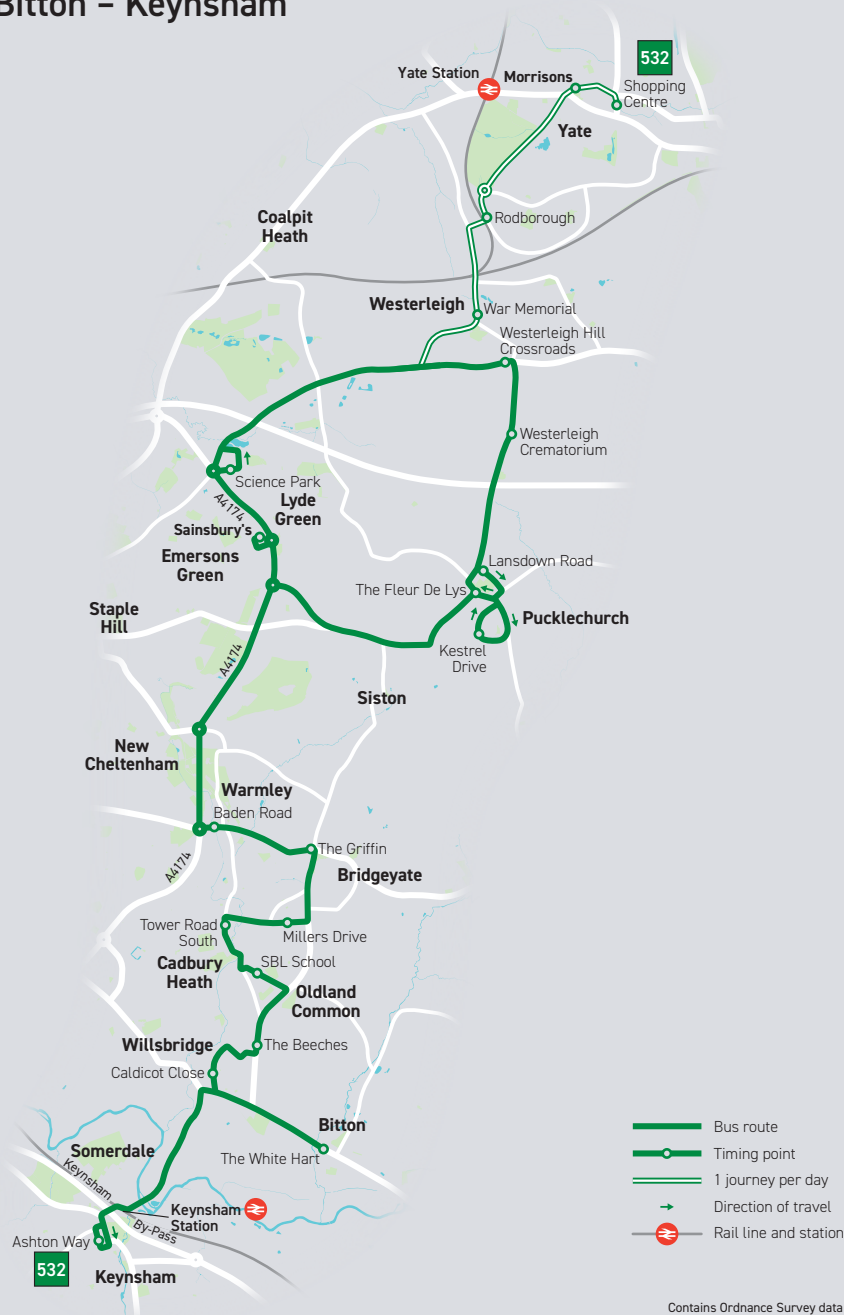 Bitton – Keynsham
532
Yate Station
Morrisons
Shopping
Centre
Yate
Coalpit
Heath
Rodborough
Westerleigh
War Memorial
Westerleigh Hill
Crossroads
Westerleigh
Crematorium
Science Park
A4174
Lyde
Green
Sainsbury's
Emersons
Green
Lansdown Road
The Fleur De Lys
Pucklechurch
Staple
Hill
Kestrel
Drive
A4174
Siston
New
Cheltenham
Warmley
Baden Road
The Griffin
A4174
Bridgeyate
Tower Road
South
Millers Drive
Cadbury
Heath
SBL School
Oldland
Common
Willsbridge
The Beeches
Caldicot Close
Bitton
The White Hart
Somerdale
Keynsham
By-Pass
Keynsham
Station
Ashton Way
532
Keynsham
Bus route
Timing point
1 journey per day
Direction of travel
Rail line and station
Contains Ordnance Survey data